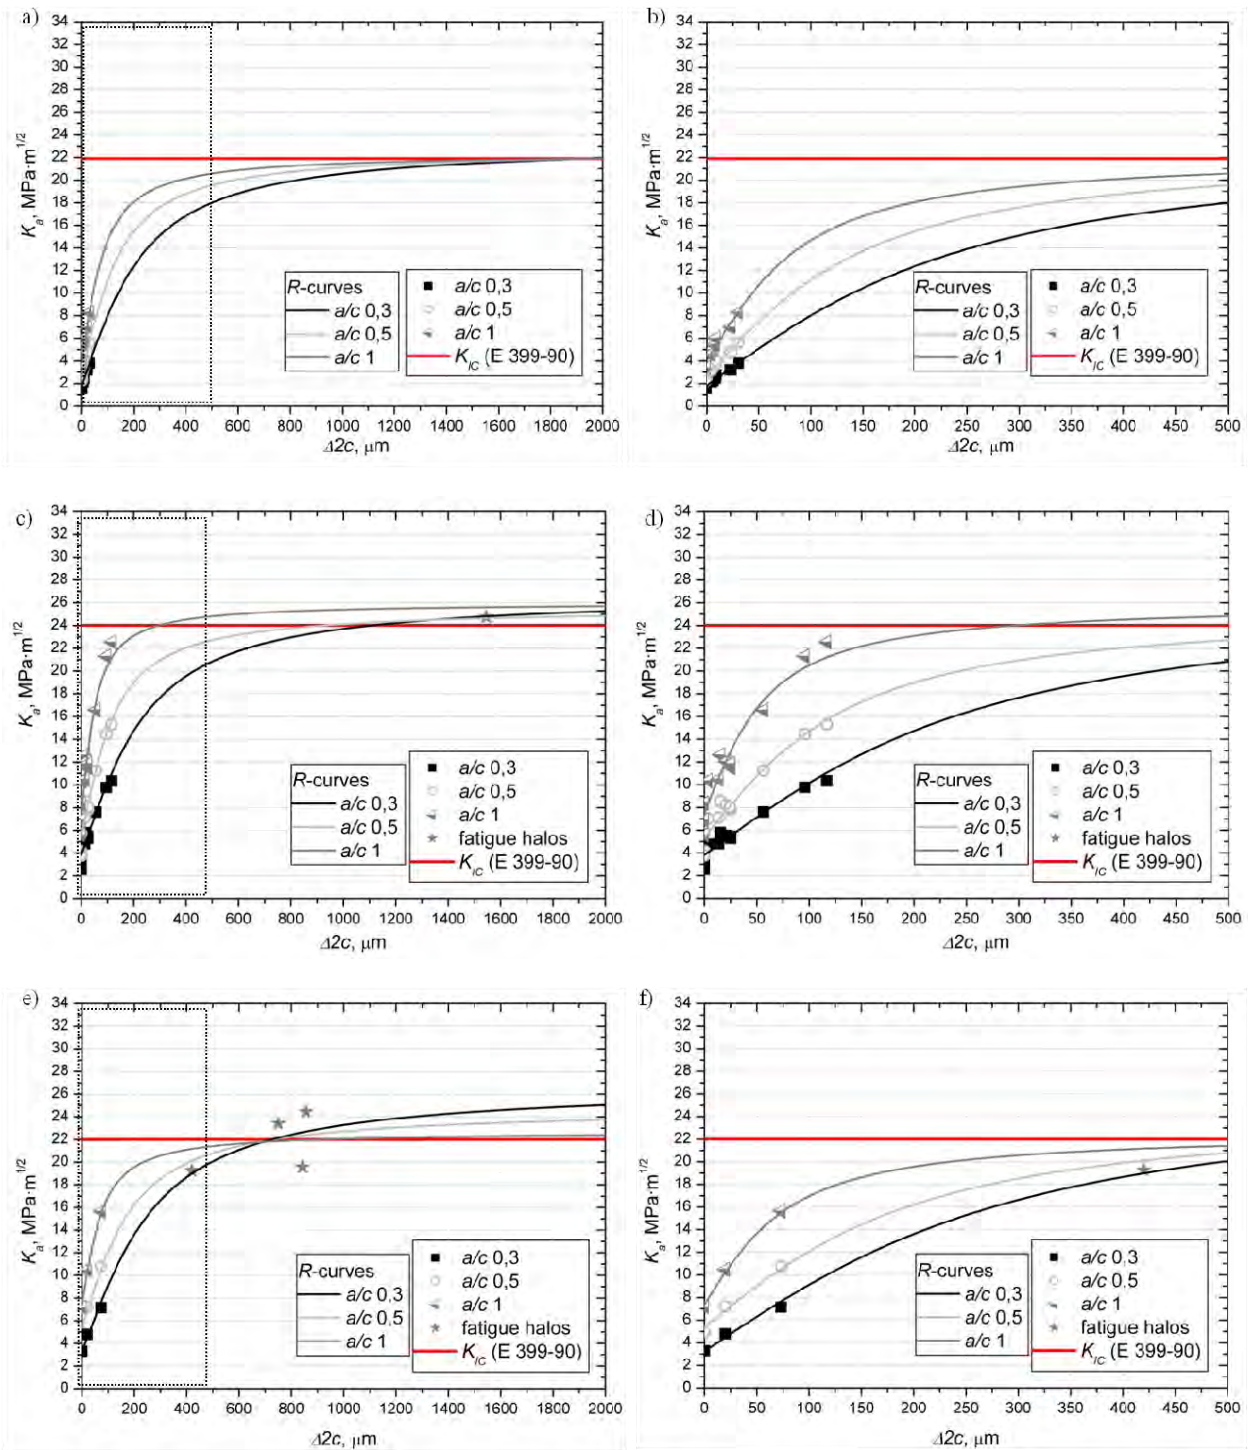 a)
34
32
30
28
26
24
22
20
18
16
14
12
10
8
6
4
2
0
Kₐ, MPa·m^1/2
0 200 400 600 800 1000 1200 1400 1600 1800 2000
Δ2c, μm
R-curves
a/c 0,3
a/c 0,5
a/c 1
a/c 0,3
a/c 0,5
a/c 1
K_IC (E 399-90)
b)
34
32
30
28
26
24
22
20
18
16
14
12
10
8
6
4
2
0
Kₐ, MPa·m^1/2
0 50 100 150 200 250 300 350 400 450 500
Δ2c, μm
R-curves
a/c 0,3
a/c 0,5
a/c 1
a/c 0,3
a/c 0,5
a/c 1
K_IC (E 399-90)
c)
34
32
30
28
26
24
22
20
18
16
14
12
10
8
6
4
2
0
Kₐ, MPa·m^1/2
0 200 400 600 800 1000 1200 1400 1600 1800 2000
Δ2c, μm
R-curves
a/c 0,3
a/c 0,5
a/c 1
a/c 0,3
a/c 0,5
a/c 1
fatigue halos
K_IC (E 399-90)
d)
34
32
30
28
26
24
22
20
18
16
14
12
10
8
6
4
2
0
Kₐ, MPa·m^1/2
0 50 100 150 200 250 300 350 400 450 500
Δ2c, μm
R-curves
a/c 0,3
a/c 0,5
a/c 1
a/c 0,3
a/c 0,5
a/c 1
fatigue halos
K_IC (E 399-90)
e)
34
32
30
28
26
24
22
20
18
16
14
12
10
8
6
4
2
0
Kₐ, MPa·m^1/2
0 200 400 600 800 1000 1200 1400 1600 1800 2000
Δ2c, μm
R-curves
a/c 0,3
a/c 0,5
a/c 1
a/c 0,3
a/c 0,5
a/c 1
fatigue halos
K_IC (E 399-90)
f)
34
32
30
28
26
24
22
20
18
16
14
12
10
8
6
4
2
0
Kₐ, MPa·m^1/2
0 50 100 150 200 250 300 350 400 450 500
Δ2c, μm
R-curves
a/c 0,3
a/c 0,5
a/c 1
a/c 0,3
a/c 0,5
a/c 1
fatigue halos
K_IC (E 399-90)